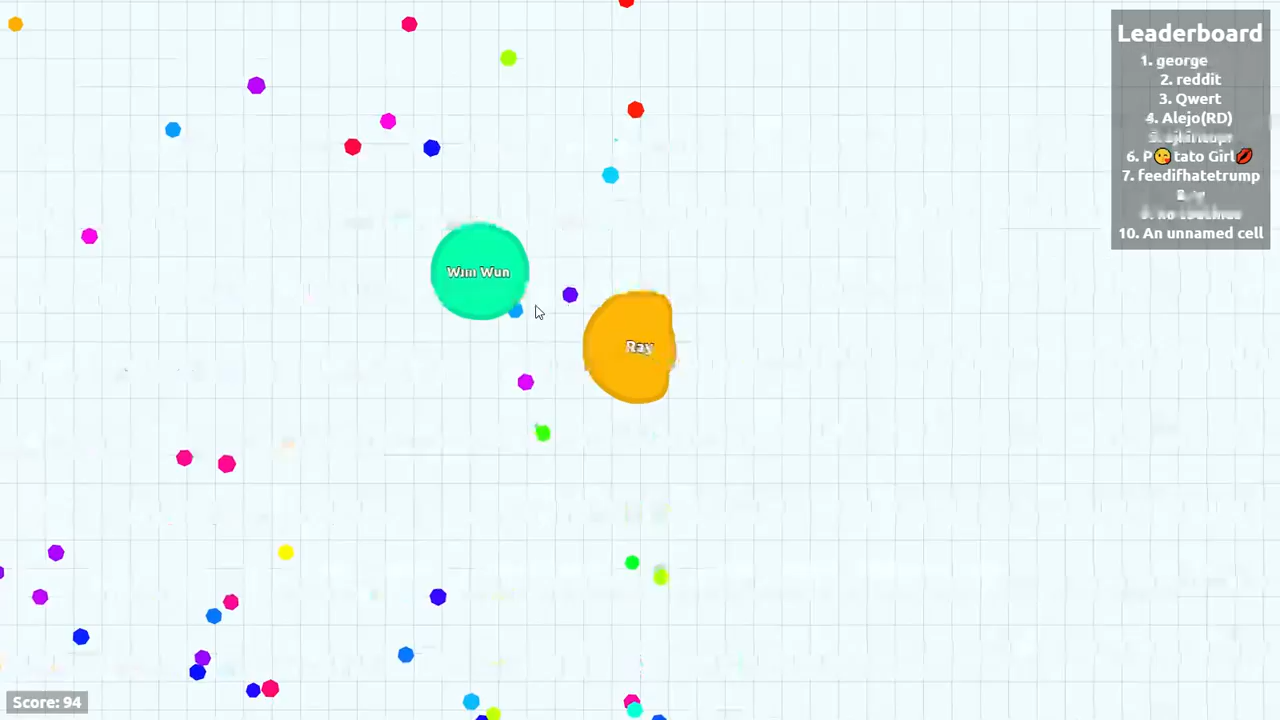 Leaderboard
1. george
2. reddit
3. Qwert
4. Alejo(RD)
6. P😘tato Girl💋
7. feedifhatetrump
10. An unnamed cell
Wun
Ray
Score: 94